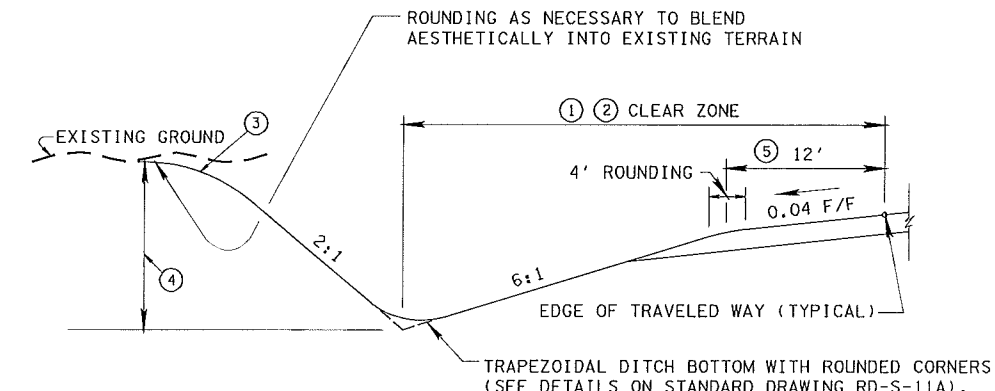 ROUNDING AS NECESSARY TO BLEND
AESTHETICALLY INTO EXISTING TERRAIN
① ② CLEAR ZONE
③
EXISTING GROUND
⑤ 12'
4' ROUNDING
0.04 F/F
2:1
④
6:1
EDGE OF TRAVELED WAY (TYPICAL)
TRAPEZOIDAL DITCH BOTTOM WITH ROUNDED CORNERS
(SEE DETAILS ON STANDARD DRAWING RD-S-11A).